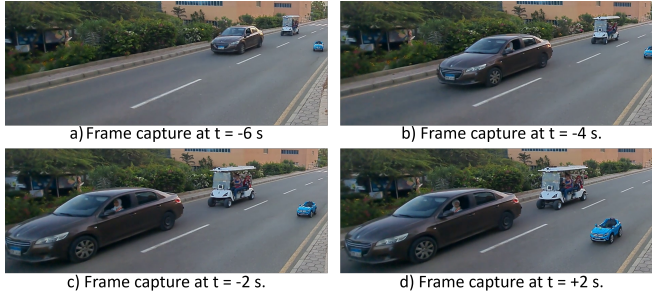 a) Frame capture at t = -6 s
b) Frame capture at t = -4 s.
c) Frame capture at t = -2 s.
d) Frame capture at t = +2 s.